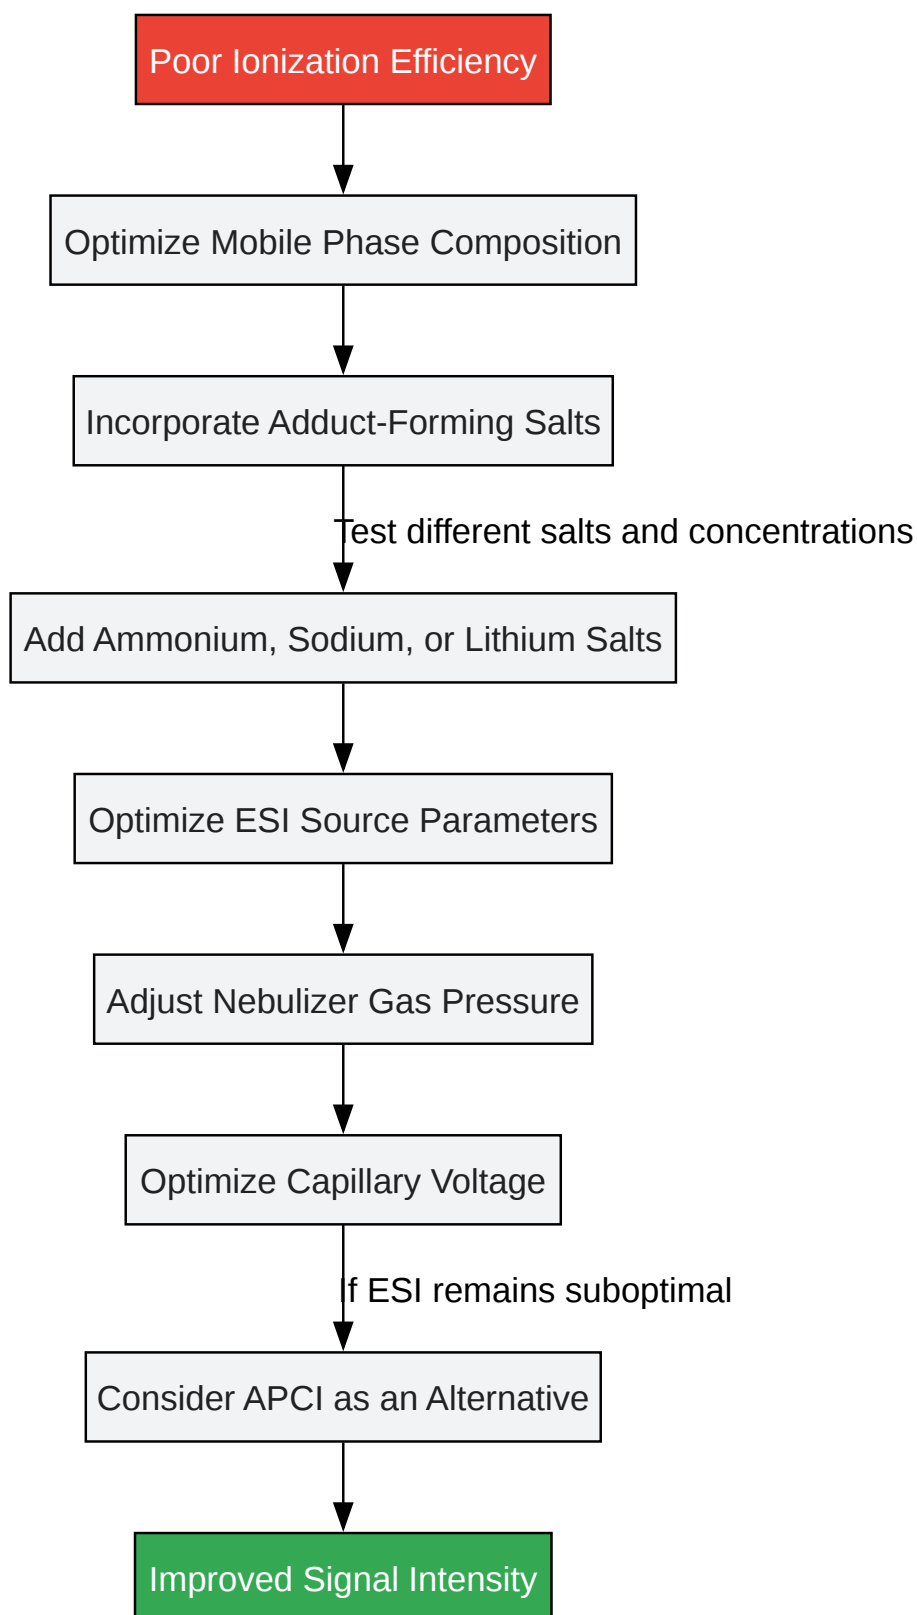 Poor Ionization Efficiency
Optimize Mobile Phase Composition
Incorporate Adduct-Forming Salts
Test different salts and concentrations
Add Ammonium, Sodium, or Lithium Salts
Optimize ESI Source Parameters
Adjust Nebulizer Gas Pressure
Optimize Capillary Voltage
If ESI remains suboptimal
Consider APCI as an Alternative
Improved Signal Intensity